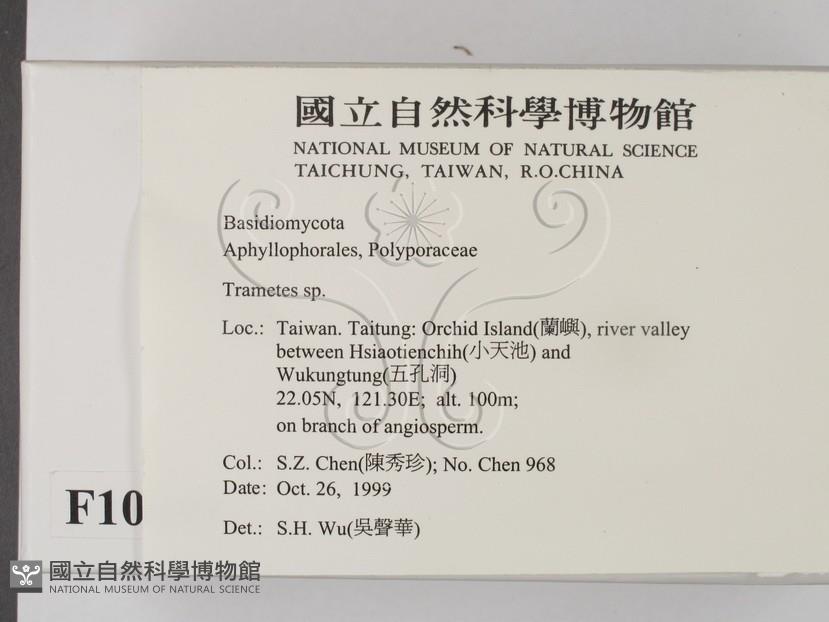 國立自然科學博物館
NATIONAL MUSEUM OF NATURAL SCIENCE
TAICHUNG, TAIWAN, R.O.CHINA
Basidiomycota
Aphyllophorales, Polyporaceae
Trametes sp.
Loc.: Taiwan. Taitung: Orchid Island(蘭嶼), river valley
between Hsiaotienchih(小天池) and
Wukungtung(五孔洞)
22.05N, 121.30E; alt. 100m;
on branch of angiosperm.
Col.: S.Z. Chen(陳秀珍); No. Chen 968
Date: Oct. 26, 1999
Det.: S.H. Wu(吳聲華)
F10
國立自然科學博物館
NATIONAL MUSEUM OF NATURAL SCIENCE